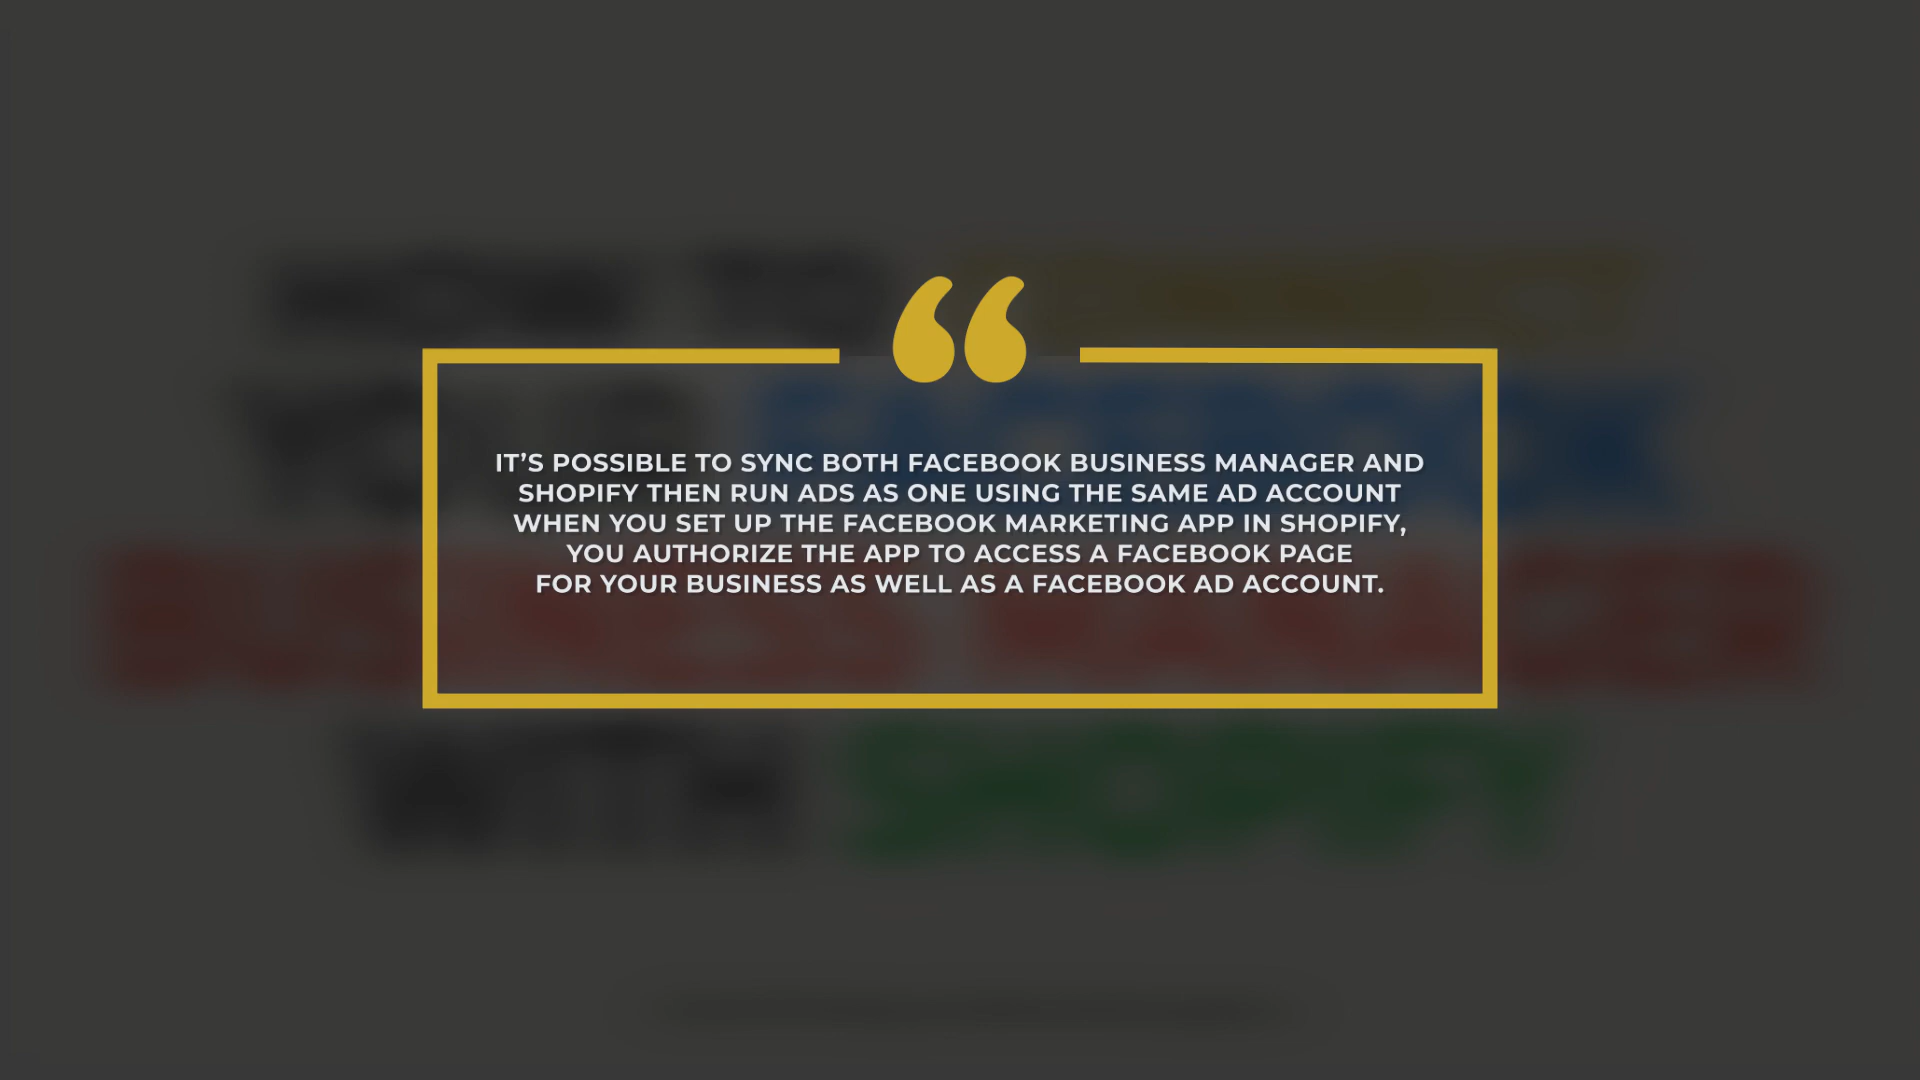 IT’S POSSIBLE TO SYNC BOTH FACEBOOK BUSINESS MANAGER AND
SHOPIFY THEN RUN ADS AS ONE USING THE SAME AD ACCOUNT
WHEN YOU SET UP THE FACEBOOK MARKETING APP IN SHOPIFY,
YOU AUTHORIZE THE APP TO ACCESS A FACEBOOK PAGE
FOR YOUR BUSINESS AS WELL AS A FACEBOOK AD ACCOUNT.